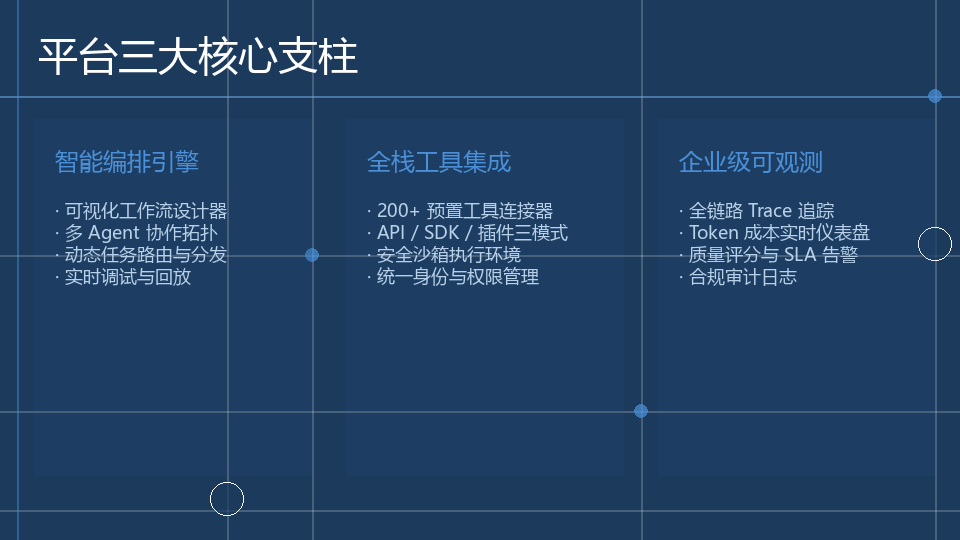 平台三大核心支柱
智能编排引擎
· 可视化工作流设计器
· 多 Agent 协作拓扑
· 动态任务路由与分发
· 实时调试与回放
全栈工具集成
· 200+ 预置工具连接器
· API / SDK / 插件三模式
· 安全沙箱执行环境
· 统一身份与权限管理
企业级可观测
· 全链路 Trace 追踪
· Token 成本实时仪表盘
· 质量评分与 SLA 告警
· 合规审计日志